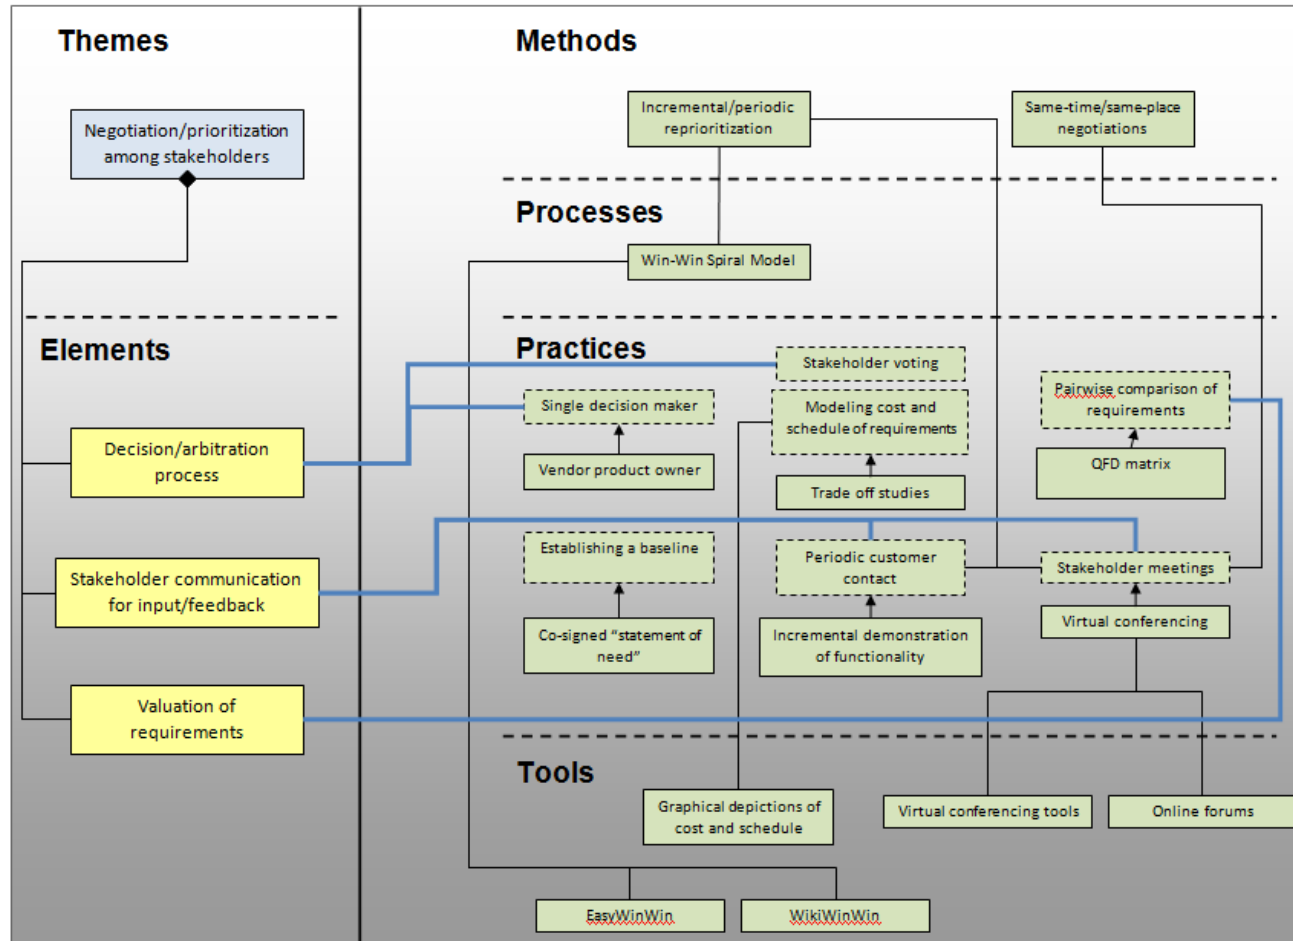 Themes
Methods
Negotiation/prioritization
among stakeholders
Incremental/periodic
reprioritization
Same-time/same-place
negotiations
Processes
Win-Win Spiral Model
Elements
Practices
Stakeholder voting
Single decision maker
Modeling cost and
schedule of requirements
Pairwise comparison of
requirements
Decision/arbitration
process
Vendor product owner
Trade off studies
QFD matrix
Establishing a baseline
Periodic customer
contact
Stakeholder meetings
Stakeholder communication
for input/feedback
Co-signed “statement of
need”
Incremental demonstration
of functionality
Virtual conferencing
Valuation of
requirements
Tools
Graphical depictions of
cost and schedule
Virtual conferencing tools
Online forums
EasyWinWin
WikiWinWin